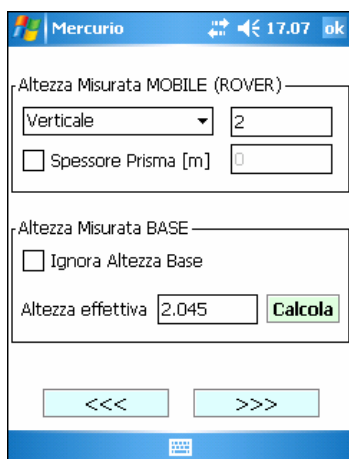 Mercurio 17.07 ok
Altezza Misurata MOBILE (ROVER)
Verticale 2
Spessore Prisma [m] 0
Altezza Misurata BASE
Ignora Altezza Base
Altezza effettiva 2.045 Calcola
<<< >>>